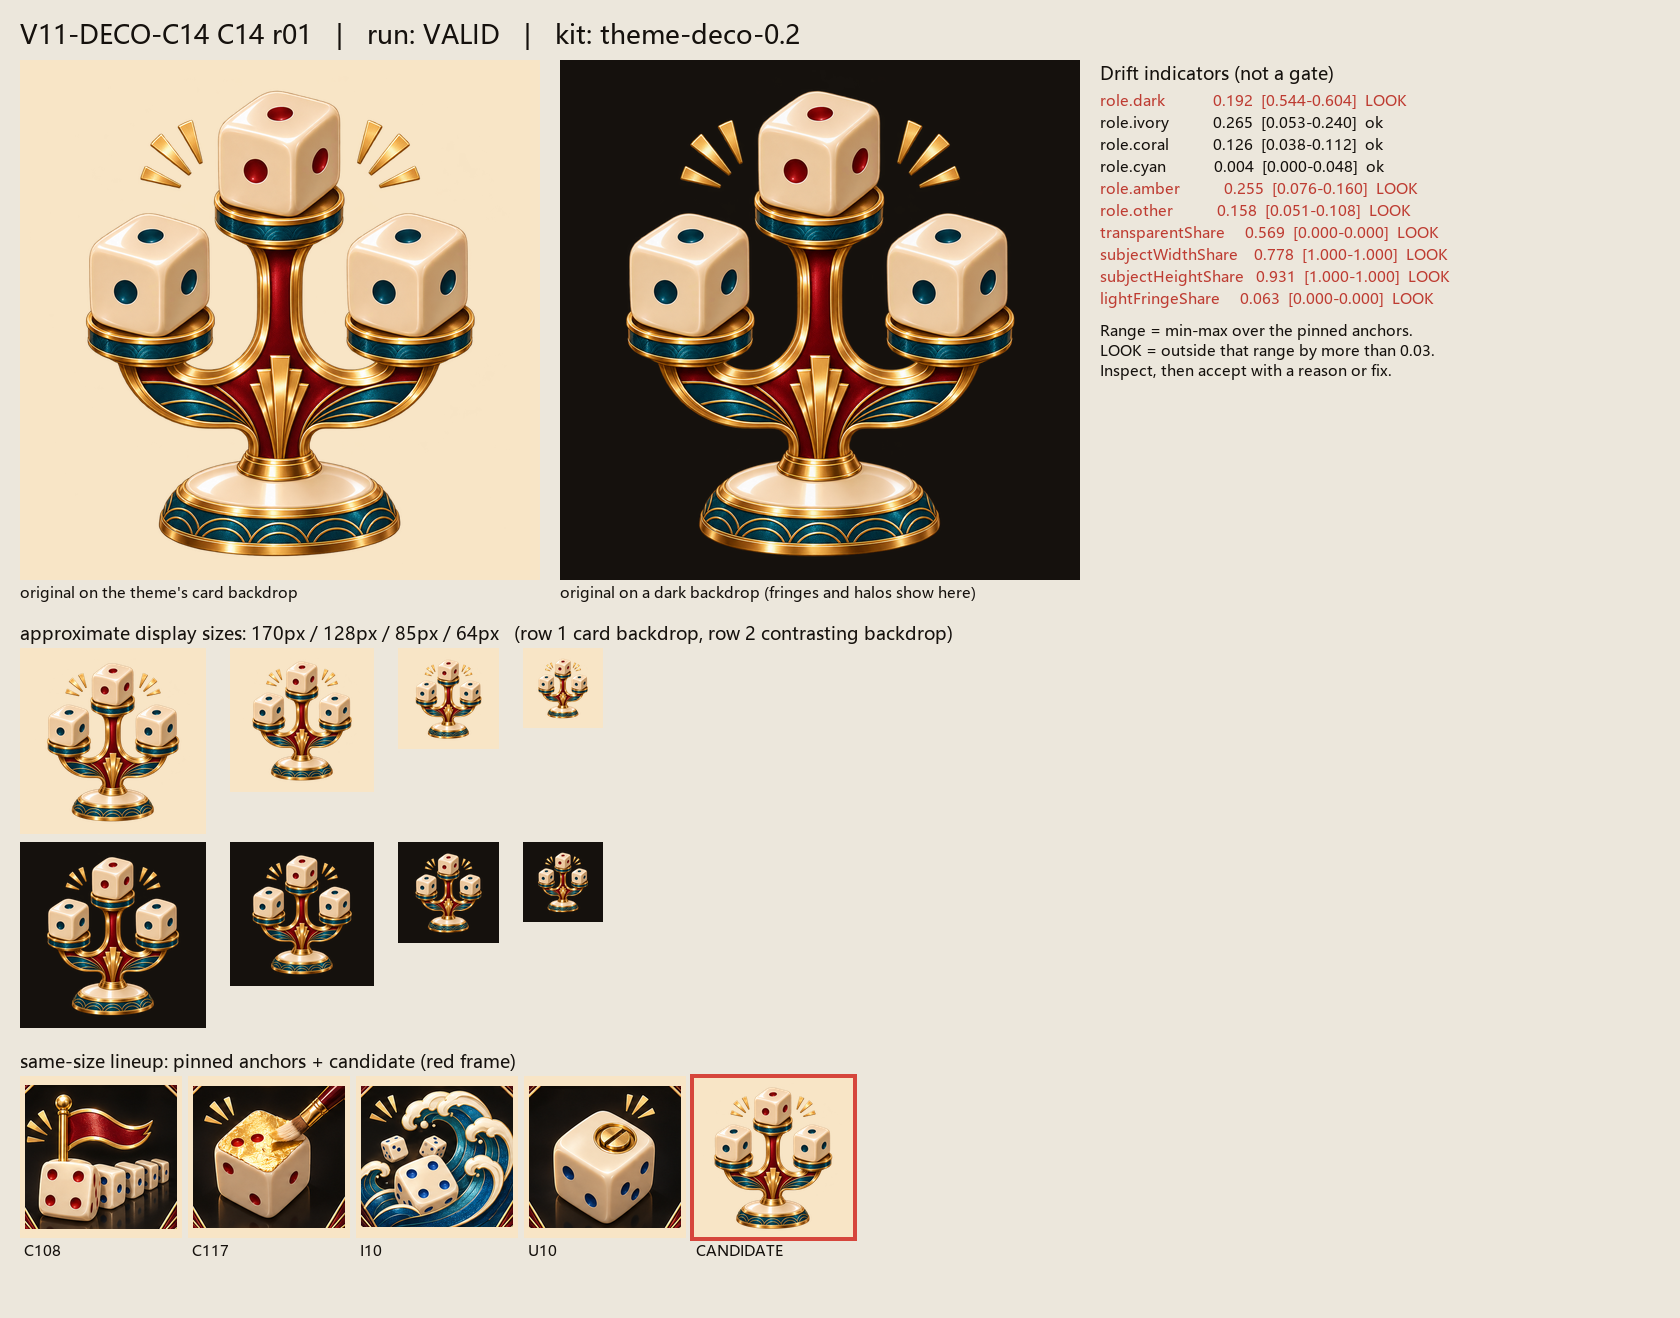 V11-DECO-C14 C14 r01 | run: VALID | kit: theme-deco-0.2
Drift indicators (not a gate)
role.dark 0.192 [0.544-0.604] LOOK
role.ivory 0.265 [0.053-0.240] ok
role.coral 0.126 [0.038-0.112] ok
role.cyan 0.004 [0.000-0.048] ok
role.amber 0.255 [0.076-0.160] LOOK
role.other 0.158 [0.051-0.108] LOOK
transparentShare 0.569 [0.000-0.000] LOOK
subjectWidthShare 0.778 [1.000-1.000] LOOK
subjectHeightShare 0.931 [1.000-1.000] LOOK
lightFringeShare 0.063 [0.000-0.000] LOOK
Range = min-max over the pinned anchors.
LOOK = outside that range by more than 0.03.
Inspect, then accept with a reason or fix.
original on the theme's card backdrop
original on a dark backdrop (fringes and halos show here)
approximate display sizes: 170px / 128px / 85px / 64px (row 1 card backdrop, row 2 contrasting backdrop)
same-size lineup: pinned anchors + candidate (red frame)
C108
C117
I10
U10
CANDIDATE